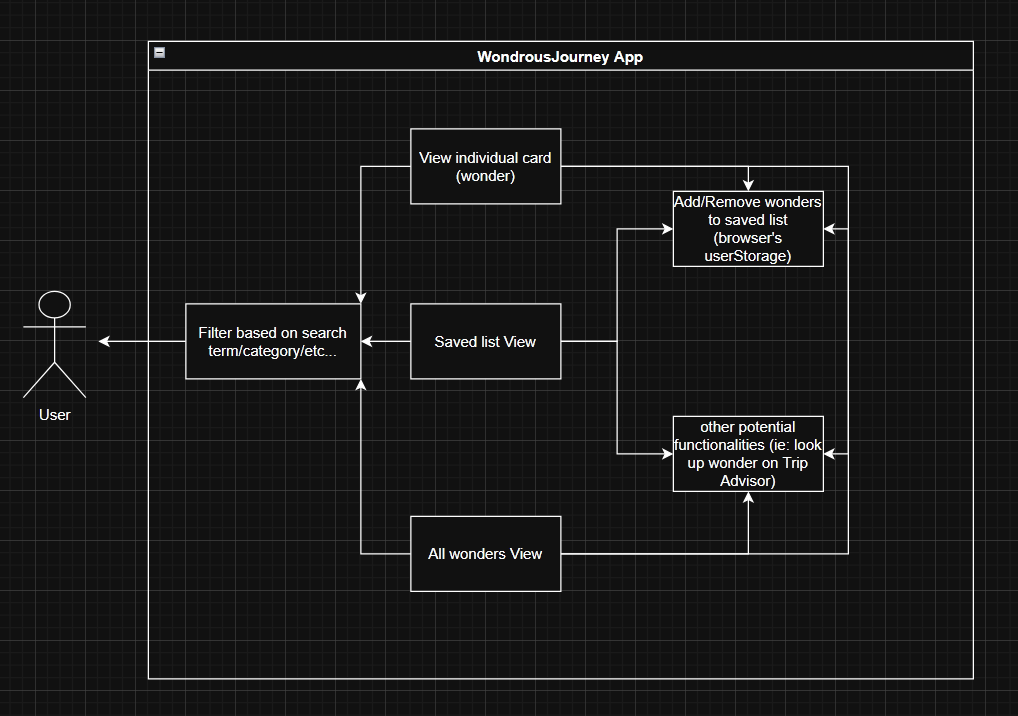 WondrousJourney App
View individual card
(wonder)
Add/Remove wonders
to saved list
(browser's
userStorage)
Filter based on search
term/category/etc...
Saved list View
User
other potential
functionalities (ie: look
up wonder on Trip
Advisor)
All wonders View